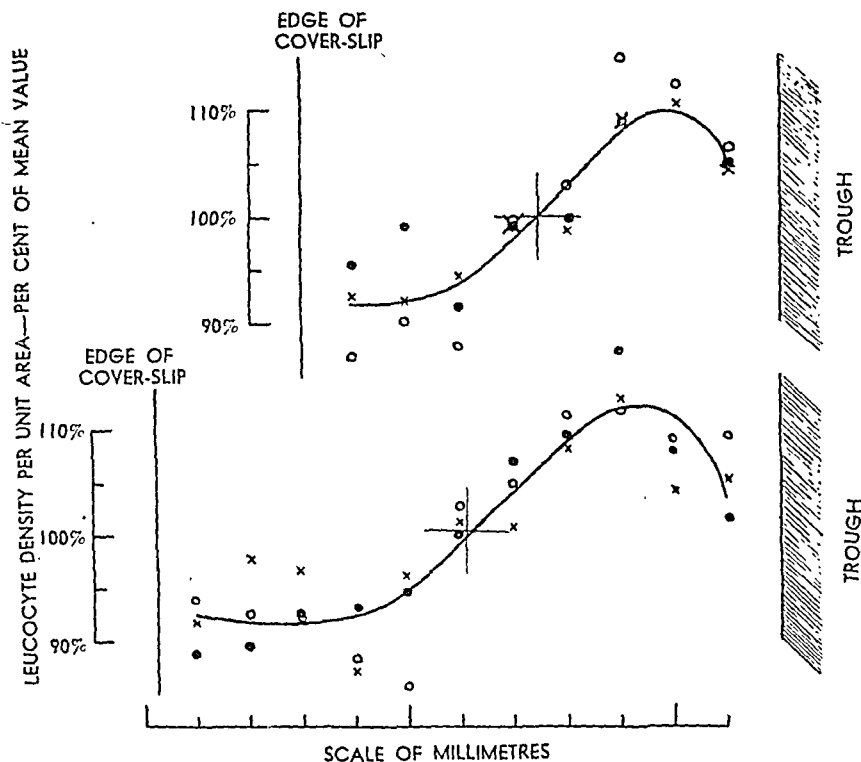 EDGE OF
COVER-SLIP
110%
100%
90%
TROUGH
LEUCOCYTE DENSITY PER UNIT AREA—PER CENT OF MEAN VALUE
EDGE OF
COVER-SLIP
110%
100%
90%
TROUGH
SCALE OF MILLIMETRES